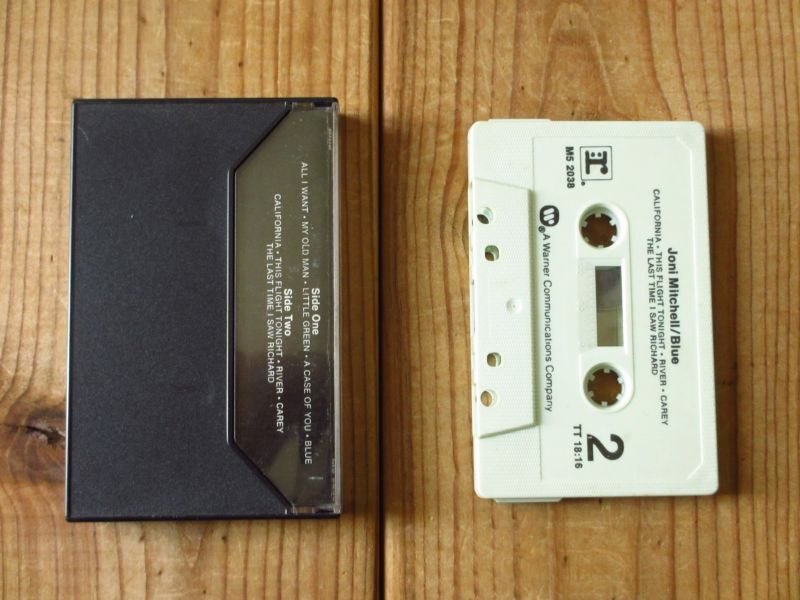 Side One
ALL I WANT • MY OLD MAN • LITTLE GREEN • A CASE OF YOU • BLUE
Side Two
CALIFORNIA • THIS FLIGHT TONIGHT • RIVER • CAREY
THE LAST TIME I SAW RICHARD
:r®
M5 2038
Joni Mitchell/Blue
CALIFORNIA • THIS FLIGHT TONIGHT • RIVER • CAREY
THE LAST TIME I SAW RICHARD
2
TT 18:16
W® A Warner Communications Company